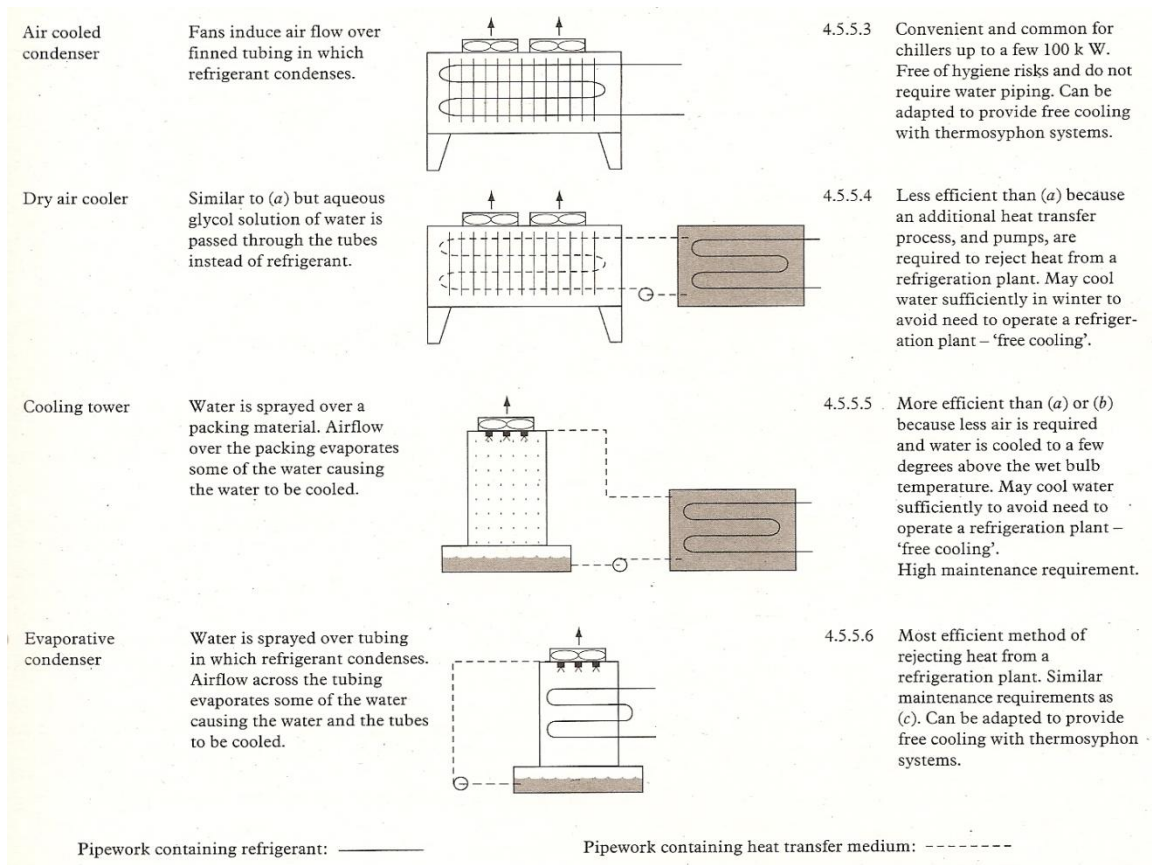 Air cooled
condenser
Fans induce air flow over
finned tubing in which
refrigerant condenses.
4.5.5.3
Convenient and common for
chillers up to a few 100 k W.
Free of hygiene risks and do not
require water piping. Can be
adapted to provide free cooling
with thermosyphon systems.
Dry air cooler
Similar to (a) but aqueous
glycol solution of water is
passed through the tubes
instead of refrigerant.
4.5.5.4
Less efficient than (a) because
an additional heat transfer
process, and pumps, are
required to reject heat from a
refrigeration plant. May cool
water sufficiently in winter to
avoid need to operate a refriger-
ation plant – ‘free cooling’.
Cooling tower
Water is sprayed over a
packing material. Airflow
over the packing evaporates
some of the water causing
the water to be cooled.
4.5.5.5
More efficient than (a) or (b)
because less air is required
and water is cooled to a few
degrees above the wet bulb
temperature. May cool water
sufficiently to avoid need to
operate a refrigeration plant –
‘free cooling’.
High maintenance requirement.
Evaporative
condenser
Water is sprayed over tubing
in which refrigerant condenses.
Airflow across the tubing
evaporates some of the water
causing the water and the tubes
to be cooled.
4.5.5.6
Most efficient method of
rejecting heat from a
refrigeration plant. Similar
maintenance requirements as
(c). Can be adapted to provide
free cooling with thermosyphon
systems.
Pipework containing refrigerant:
Pipework containing heat transfer medium: